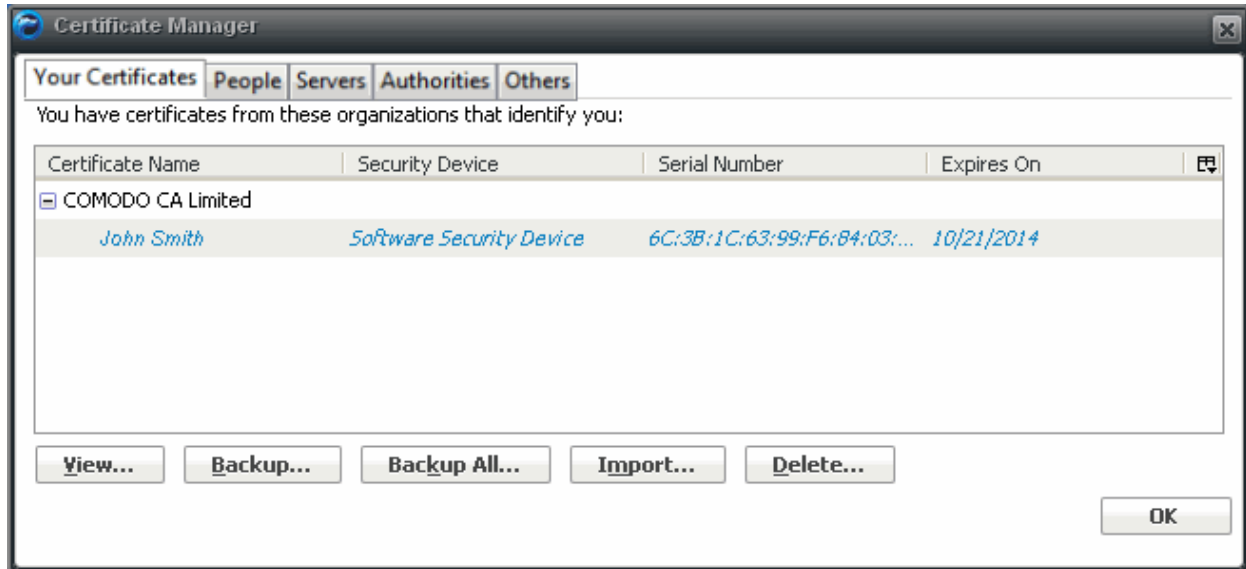 Certificate Manager
Your Certificates People Servers Authorities Others
You have certificates from these organizations that identify you:
Certificate Name Security Device Serial Number Expires On
COMODO CA Limited
John Smith Software Security Device 6C:3B:1C:63:99:F6:84:03:... 10/21/2014
View... Backup... Backup All... Import... Delete...
OK